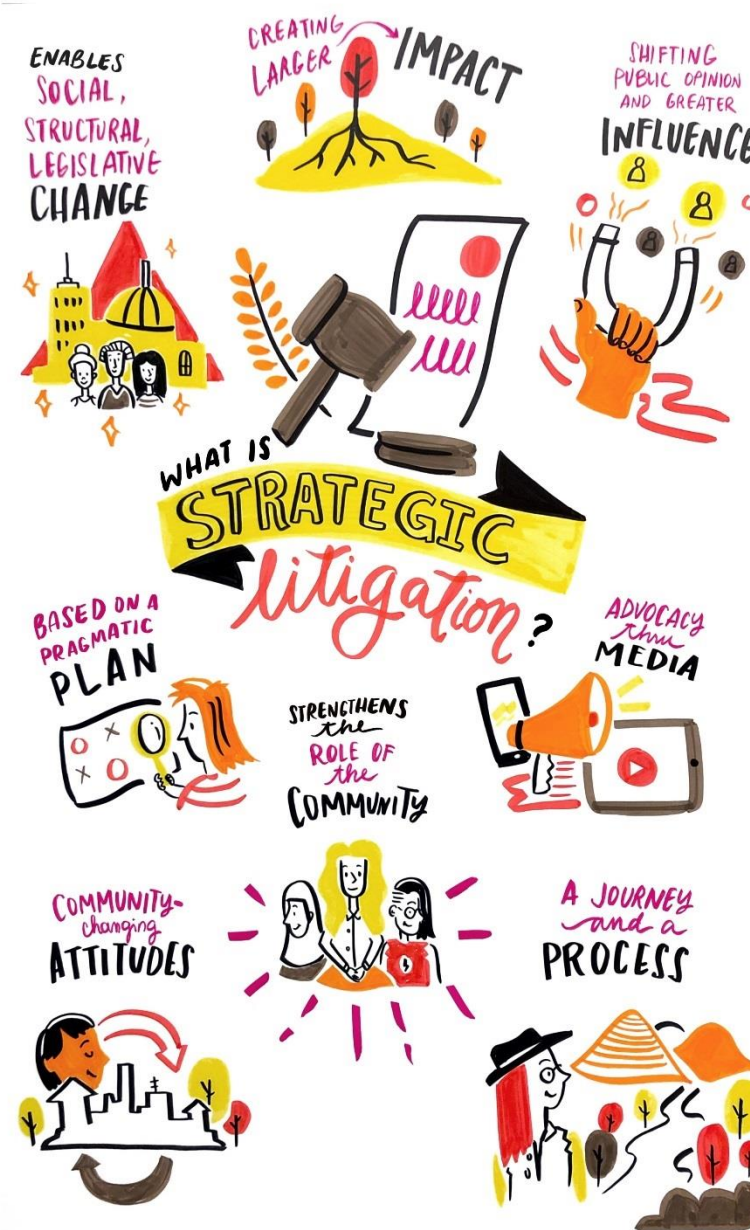 ENABLES
SOCIAL,
STRUCTURAL,
LEGISLATIVE
CHANGE
CREATING
LARGER
IMPACT
SHIFTING
PUBLIC OPINION
AND GREATER
INFLUENCE
WHAT IS
STRATEGIC
litigation?
BASED ON A
PRAGMATIC
PLAN
STRENGTHENS
the
ROLE OF
the
COMMUNITY
ADVOCACY
thru
MEDIA
COMMUNITY-
changing
ATTITUDES
A JOURNEY
and a
PROCESS